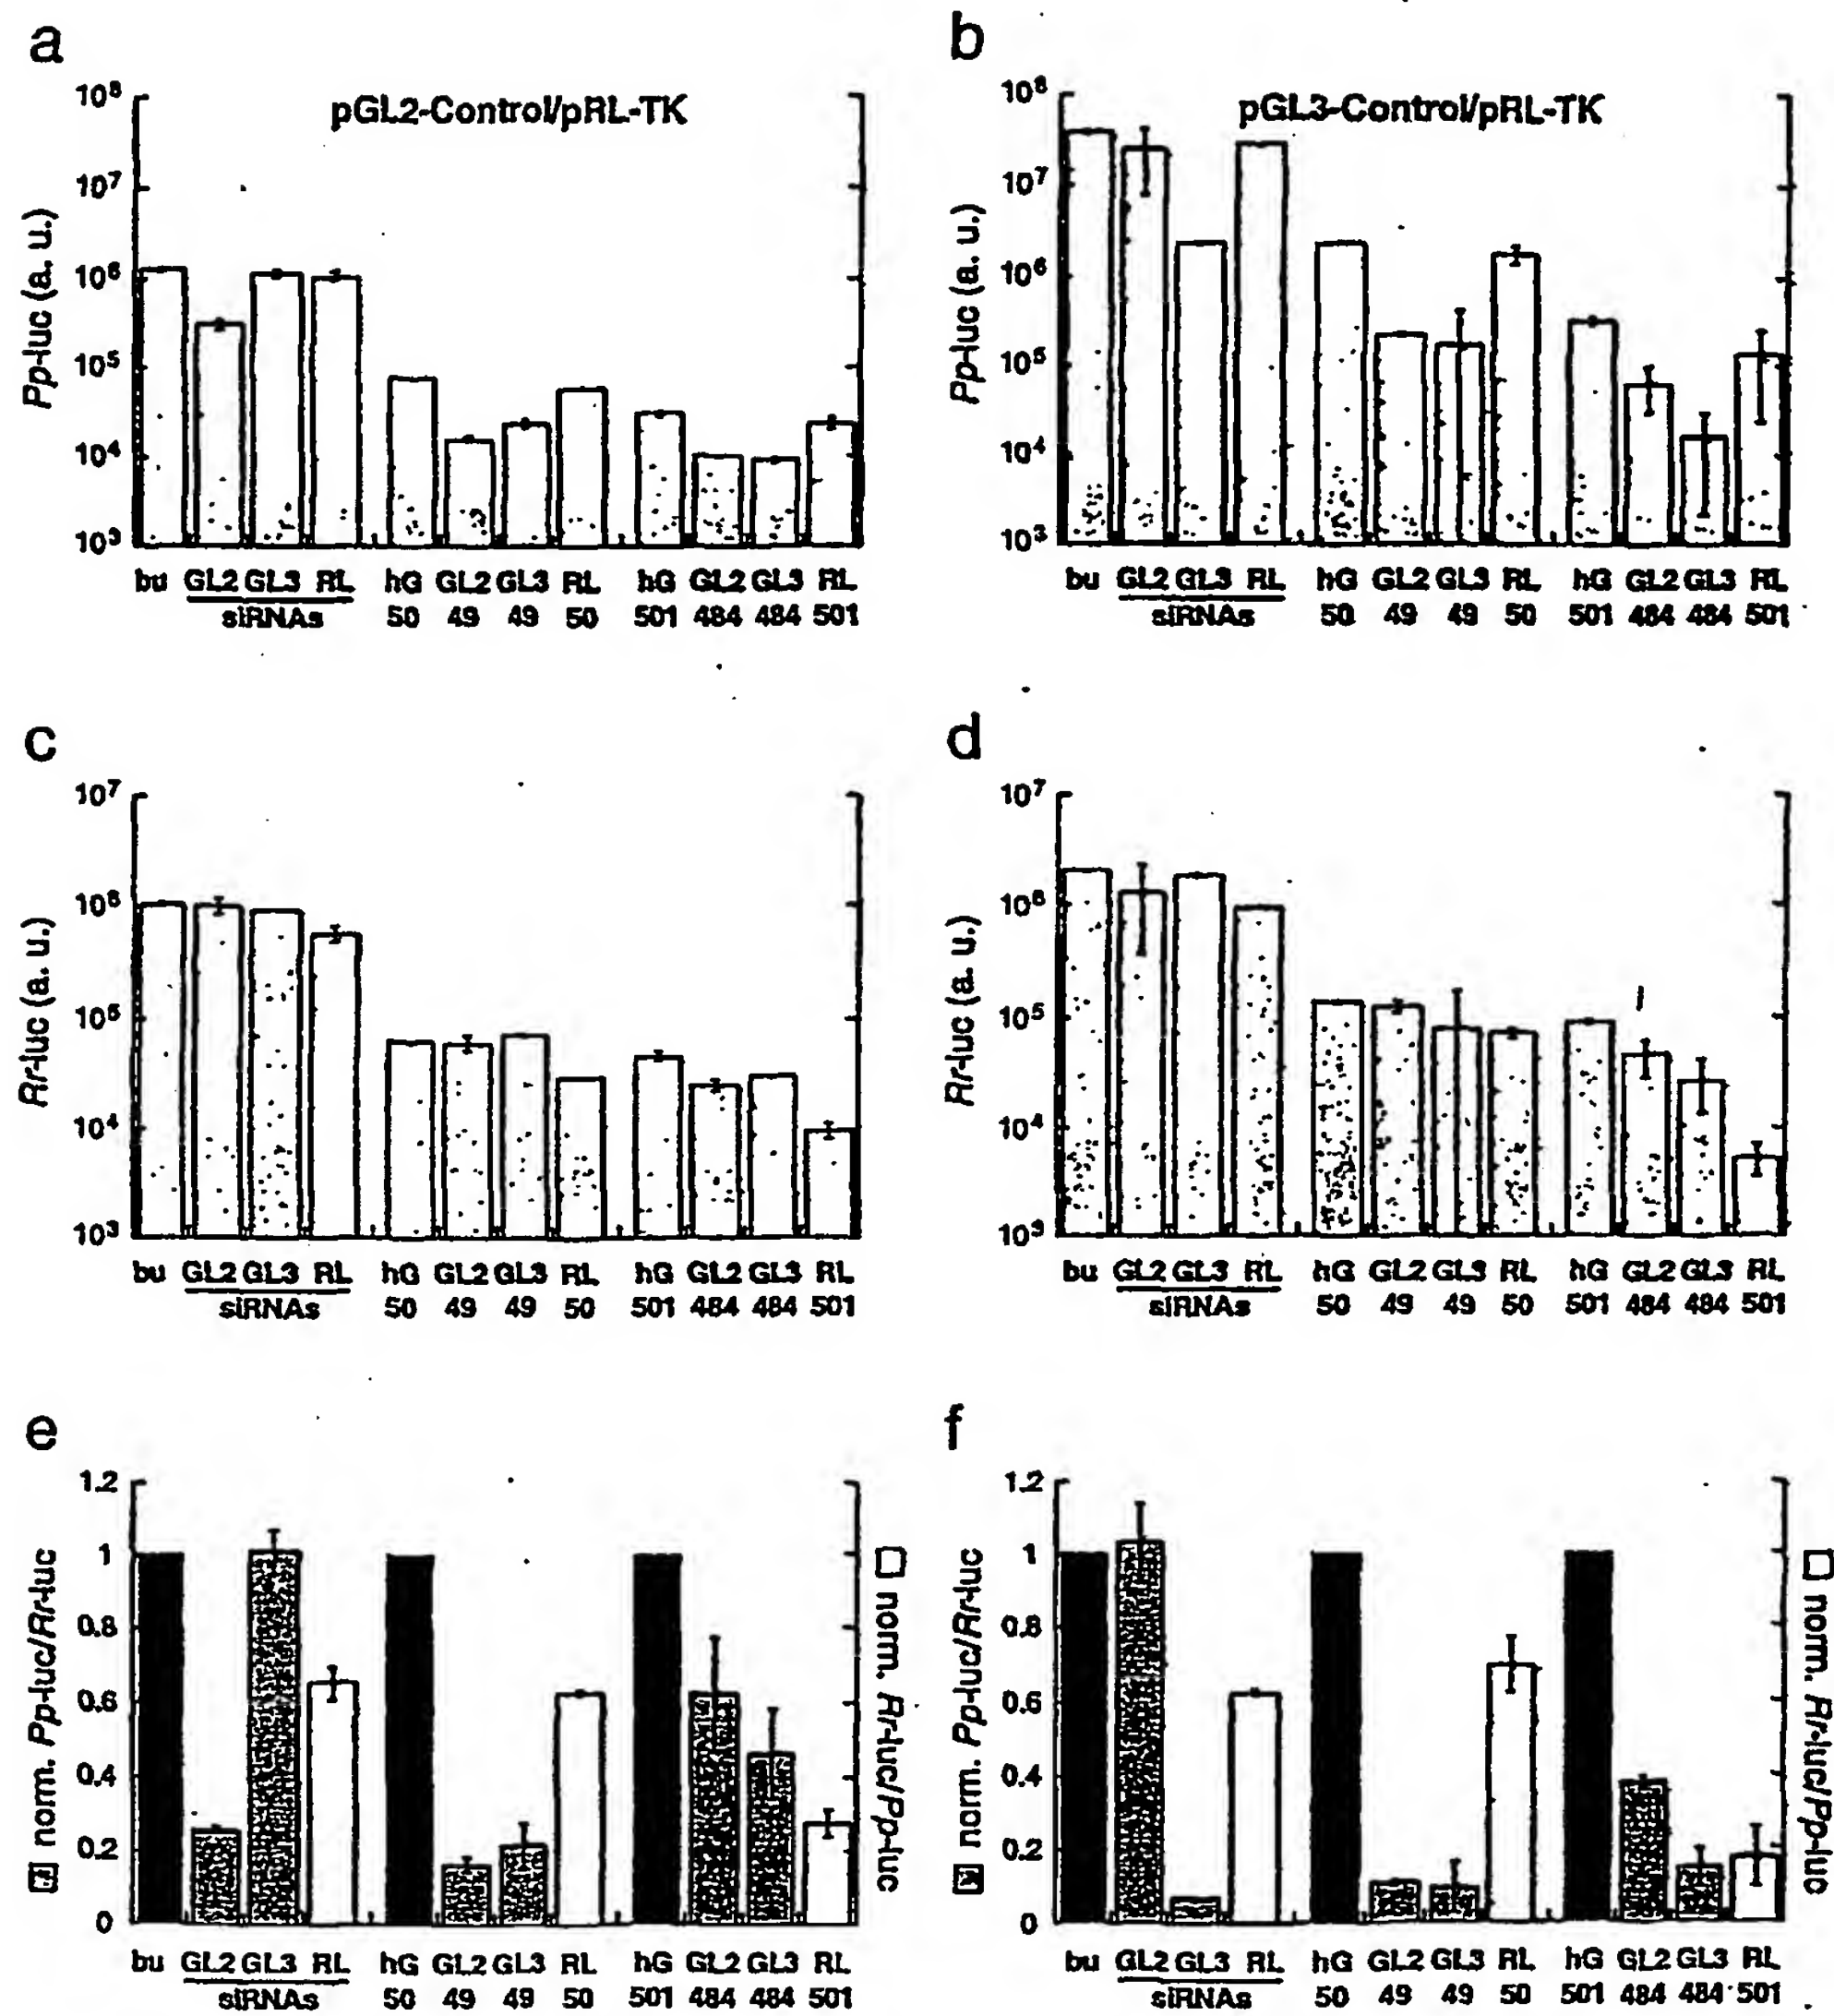 a
pGL2-Control/pRL-TK
Pp-luc (a. u.)
10⁸
10⁷
10⁶
10⁵
10⁴
10³
bu GL2 GL3 RL hG GL2 GL3 RL hG GL2 GL3 RL
siRNAs 50 49 49 50 501 484 484 501
b
pGL3-Control/pRL-TK
Pp-luc (a. u.)
10⁸
10⁷
10⁶
10⁵
10⁴
10³
bu GL2 GL3 RL hG GL2 GL3 RL hG GL2 GL3 RL
siRNAs 50 49 49 50 501 484 484 501
c
Rr-luc (a. u.)
10⁷
10⁶
10⁵
10⁴
10³
bu GL2 GL3 RL hG GL2 GL3 RL hG GL2 GL3 RL
siRNAs 50 49 49 50 501 484 484 501
d
Rr-luc (a. u.)
10⁷
10⁶
10⁵
10⁴
10³
bu GL2 GL3 RL hG GL2 GL3 RL hG GL2 GL3 RL
siRNAs 50 49 49 50 501 484 484 501
e
norm. Pp-luc/Rr-luc
1.2
1
0.8
0.6
0.4
0.2
0
norm. Rr-luc/Pp-luc
bu GL2 GL3 RL hG GL2 GL3 RL hG GL2 GL3 RL
siRNAs 50 49 49 50 501 484 484 501
f
norm. Pp-luc/Rr-luc
1.2
1
0.8
0.6
0.4
0.2
0
norm. Rr-luc/Pp-luc
bu GL2 GL3 RL hG GL2 GL3 RL hG GL2 GL3 RL
siRNAs 50 49 49 50 501 484 484 501